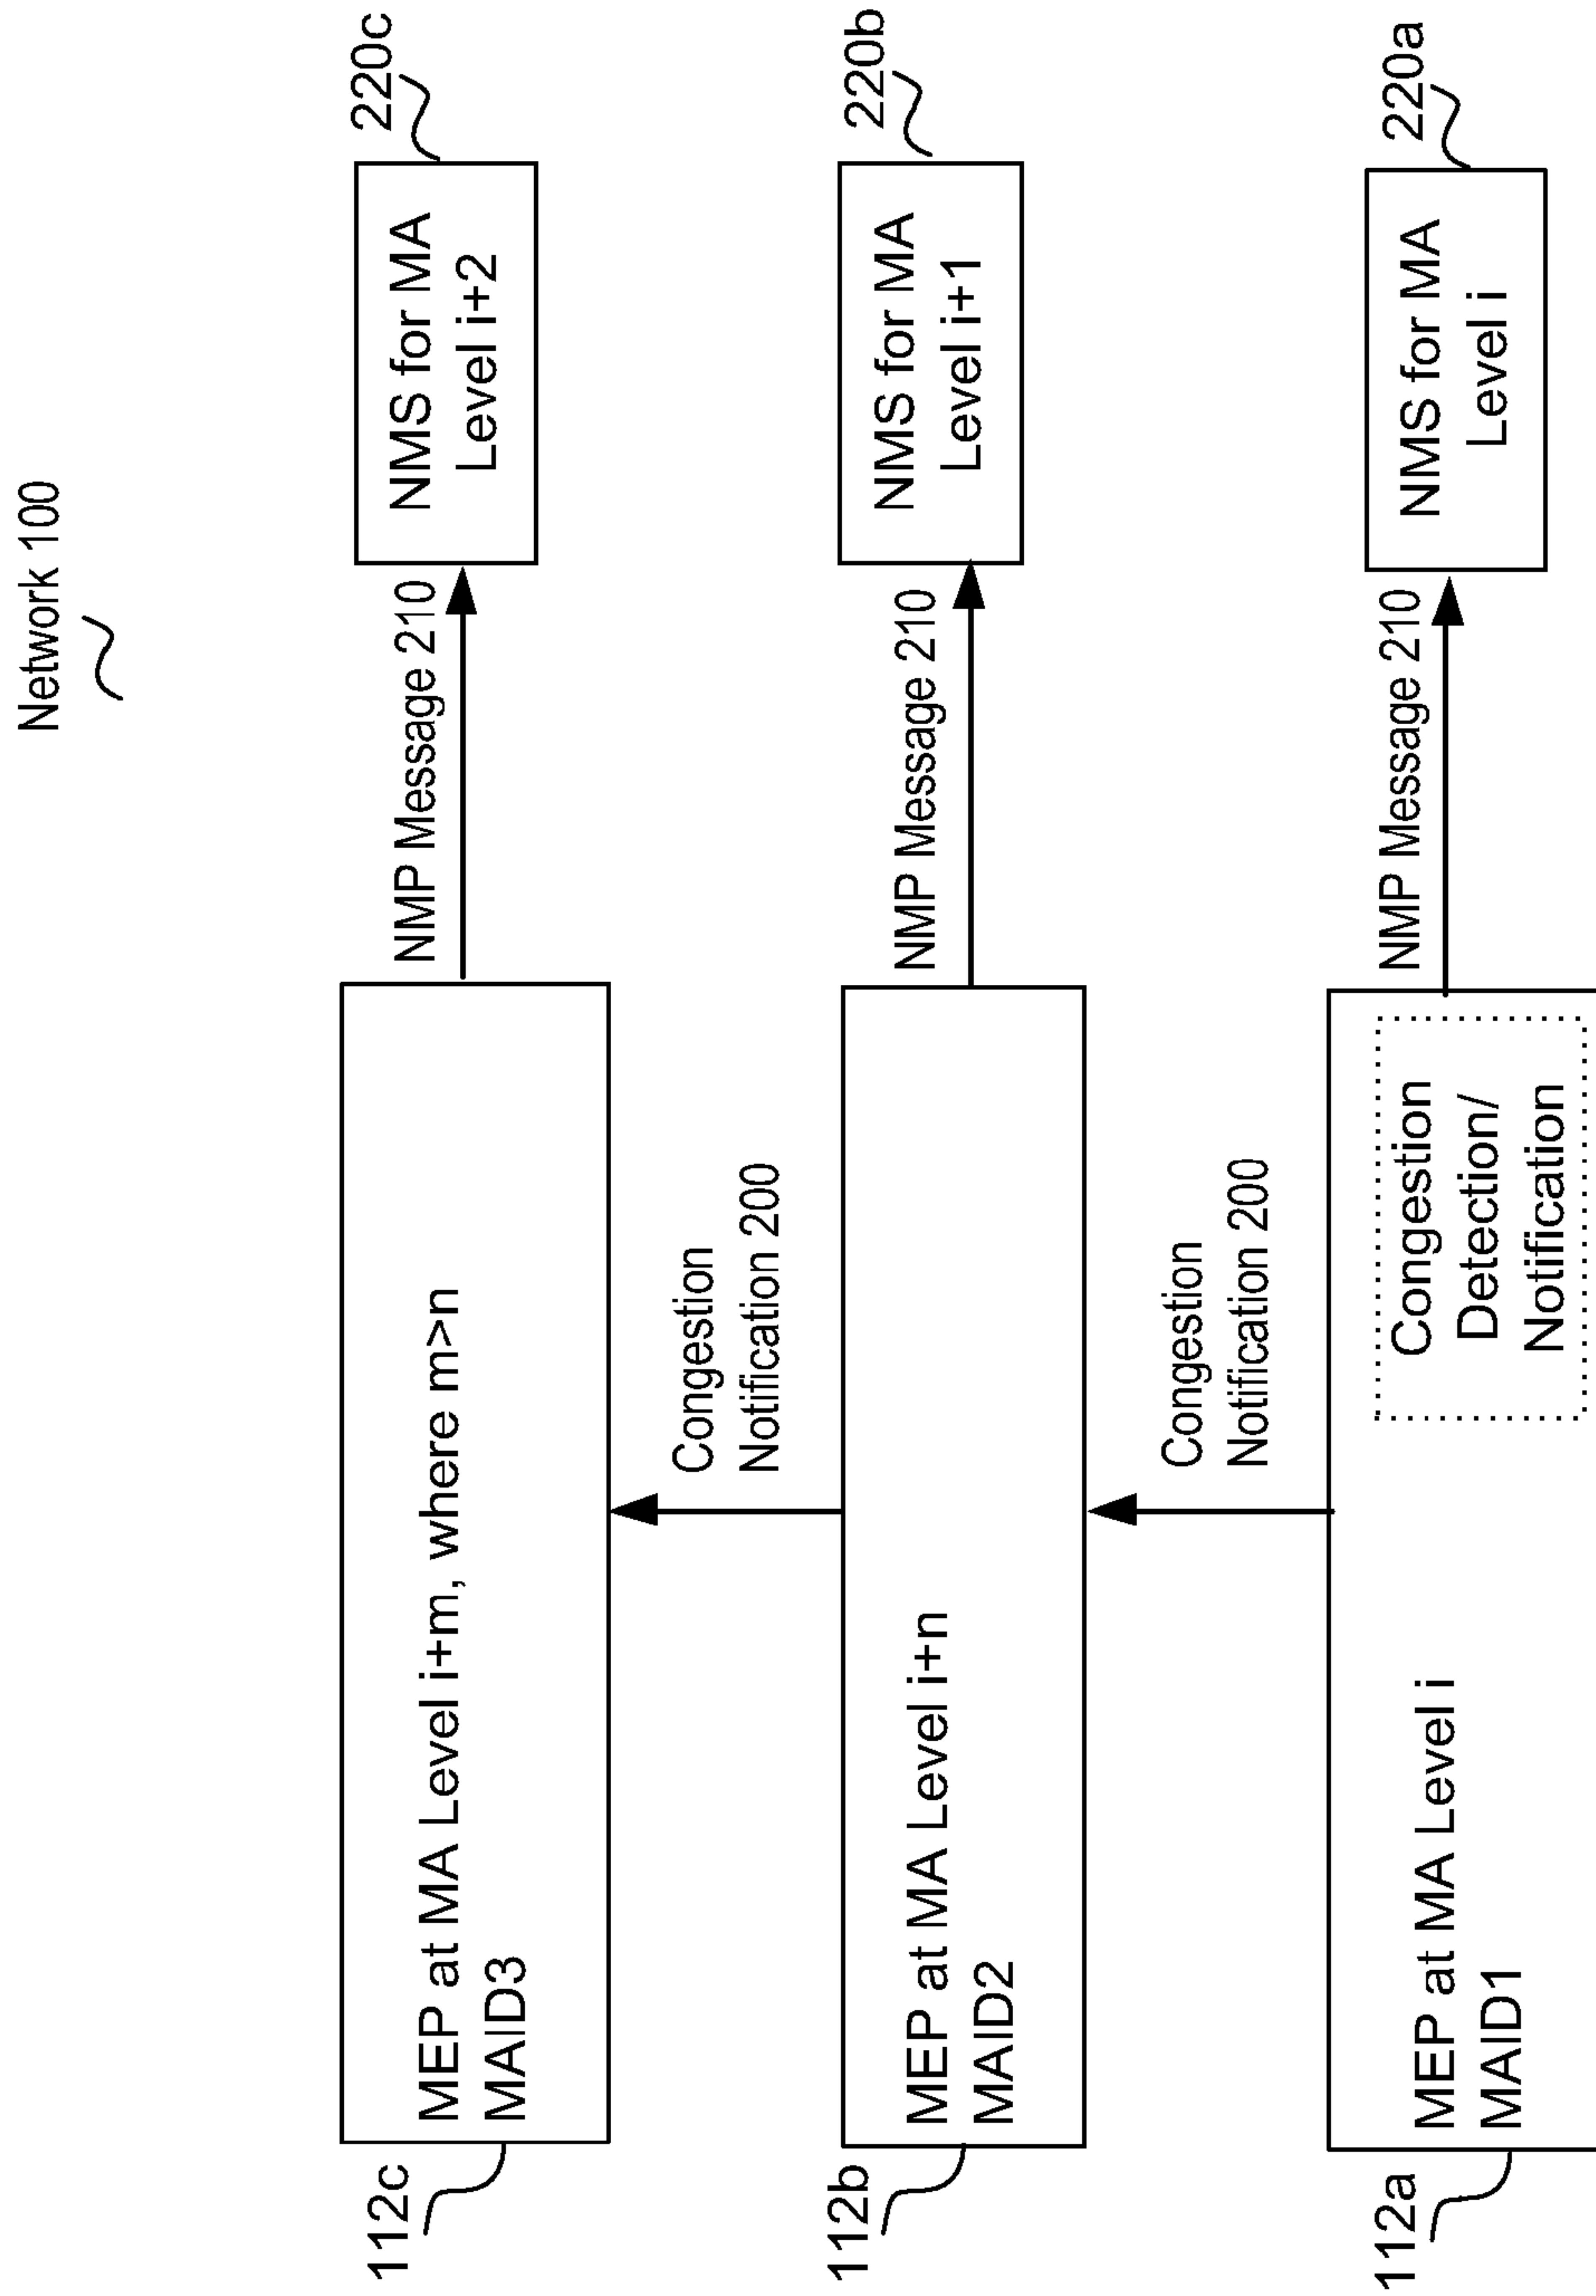 Network 100
112c
MEP at MA Level i+m, where m>n
MAID3
NMP Message 210
NMS for MA
Level i+2
220c
Congestion
Notification 200
112b
MEP at MA Level i+n
MAID2
NMP Message 210
NMS for MA
Level i+1
220b
Congestion
Notification 200
112a
MEP at MA Level i
MAID1
Congestion
Detection/
Notification
NMP Message 210
NMS for MA
Level i
220a